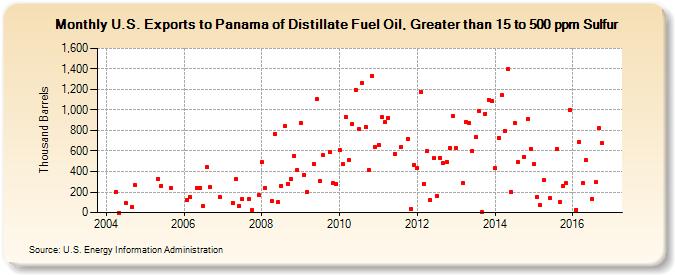 Monthly U.S. Exports to Panama of Distillate Fuel Oil, Greater than 15 to 500 ppm Sulfur
Thousand Barrels
1,600
1,400
1,200
1,000
800
600
400
200
0
2004 2006 2008 2010 2012 2014 2016
Source: U.S. Energy Information Administration